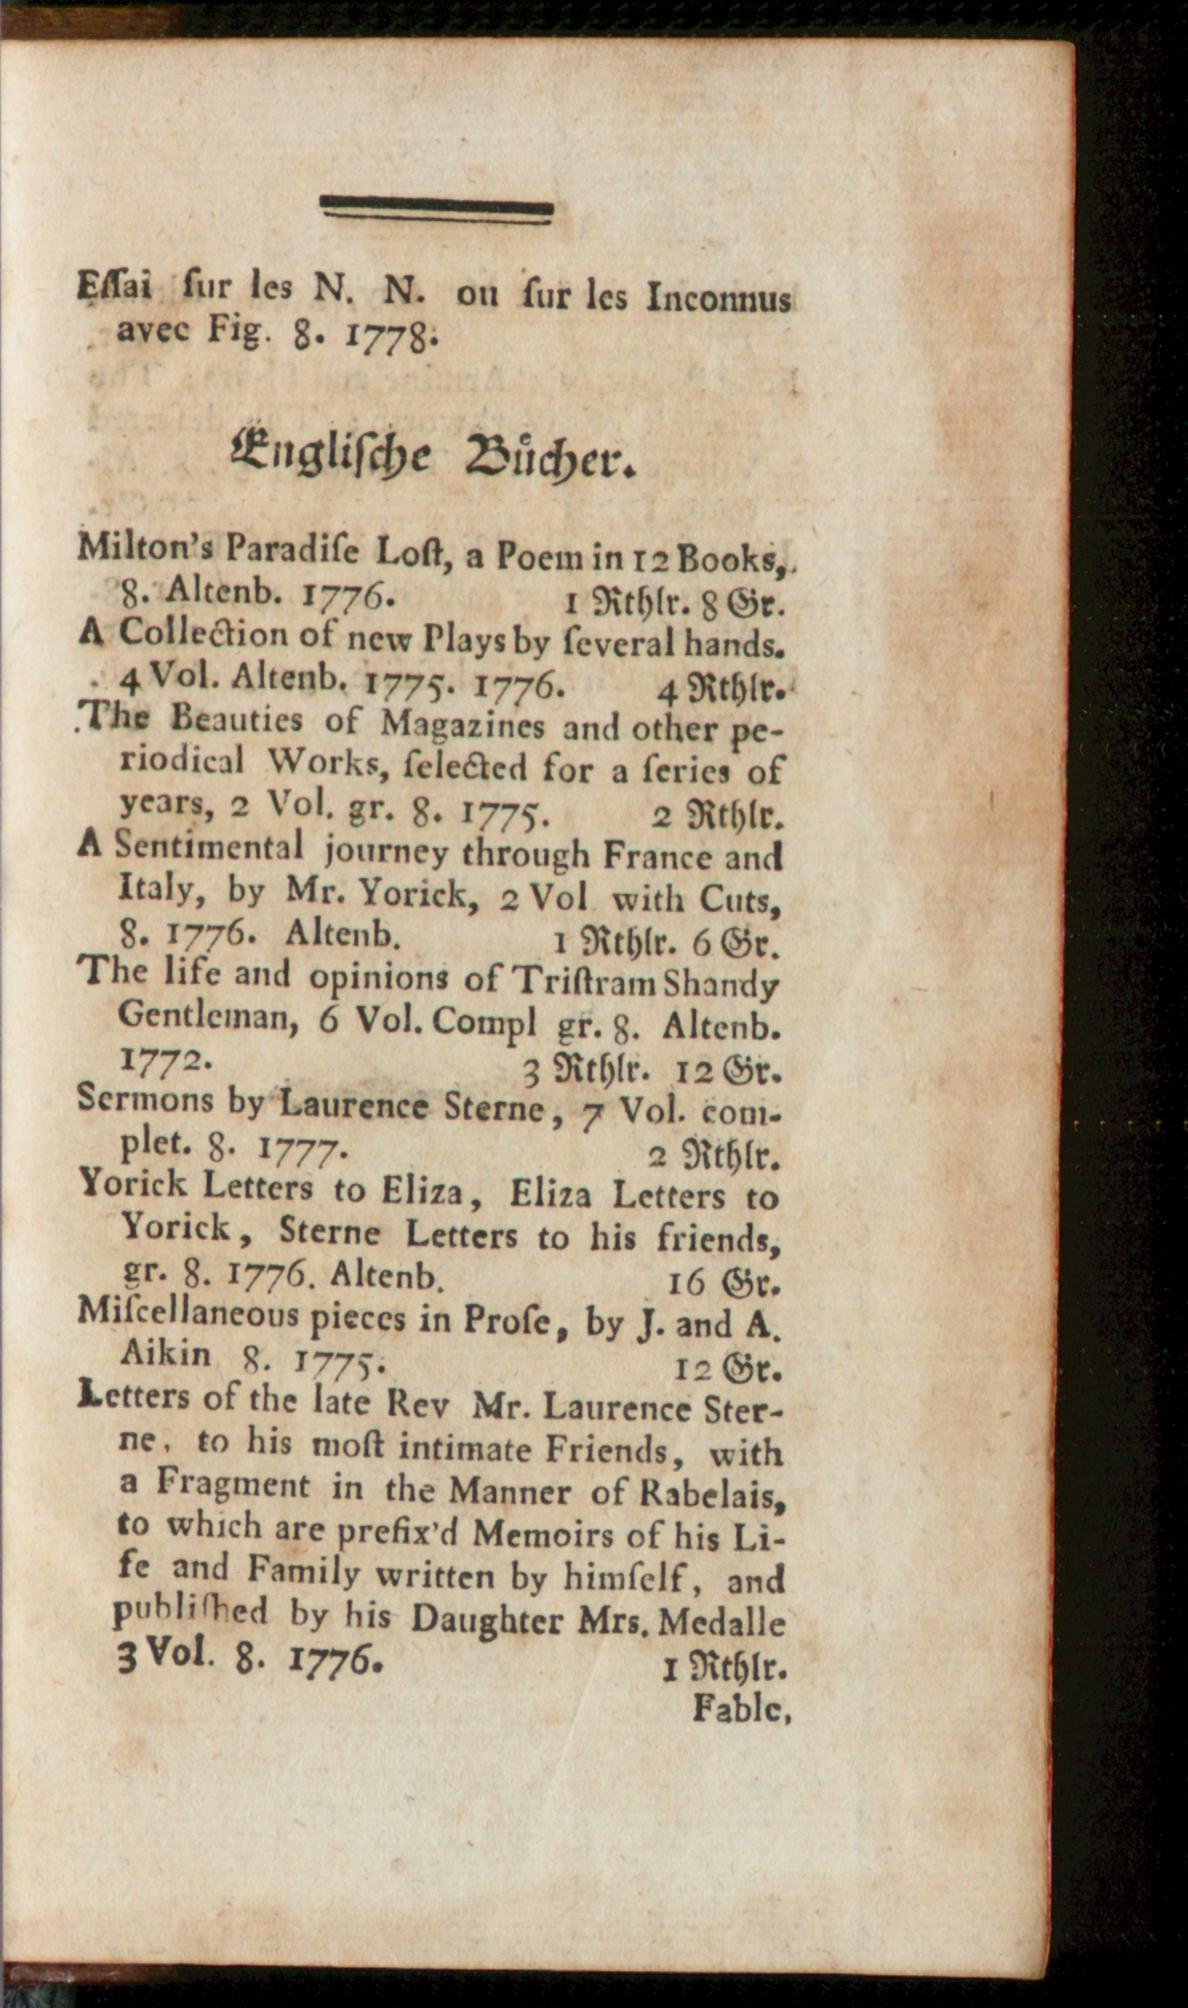 Eſſai ſur les N. N. ou ſur les Inconnus
avec Fig. 8. 1778.
Engliſche Bücher.
Milton's Paradiſe Loſt, a Poem in 12 Books,
8. Altenb. 1776. 1 Rthlr. 8 Gr.
A Collection of new Plays by ſeveral hands.
4 Vol. Altenb. 1775. 1776. 4 Rthlr.
The Beauties of Magazines and other pe-
riodical Works, ſelected for a ſeries of
years, 2 Vol. gr. 8. 1775. 2 Rthlr.
A Sentimental journey through France and
Italy, by Mr. Yorick, 2 Vol with Cuts,
8. 1776. Altenb. 1 Rthlr. 6 Gr.
The life and opinions of Triſtram Shandy
Gentleman, 6 Vol. Compl gr. 8. Altenb.
1772. 3 Rthlr. 12 Gr.
Sermons by Laurence Sterne, 7 Vol. com-
plet. 8. 1777. 2 Rthlr.
Yorick Letters to Eliza, Eliza Letters to
Yorick, Sterne Letters to his friends,
gr. 8. 1776. Altenb. 16 Gr.
Miſcellaneous pieces in Proſe, by J. and A.
Aikin 8. 1775. 12 Gr.
Letters of the late Rev Mr. Laurence Ster-
ne, to his moſt intimate Friends, with
a Fragment in the Manner of Rabelais,
to which are prefix'd Memoirs of his Li-
fe and Family written by himſelf, and
publiſhed by his Daughter Mrs. Medalle
3 Vol. 8. 1776. 1 Rthlr.
Fable,